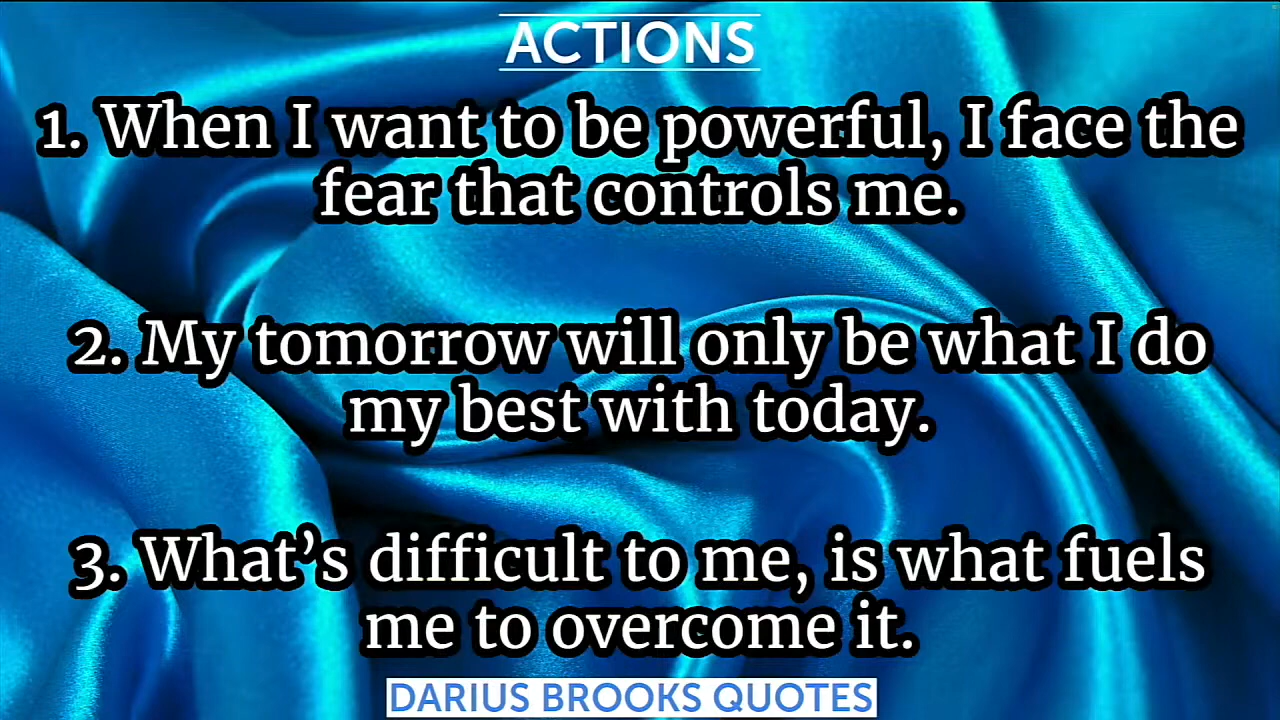 ACTIONS
1. When I want to be powerful, I face the
fear that controls me.
2. My tomorrow will only be what I do
my best with today.
3. What’s difficult to me, is what fuels
me to overcome it.
DARIUS BROOKS QUOTES